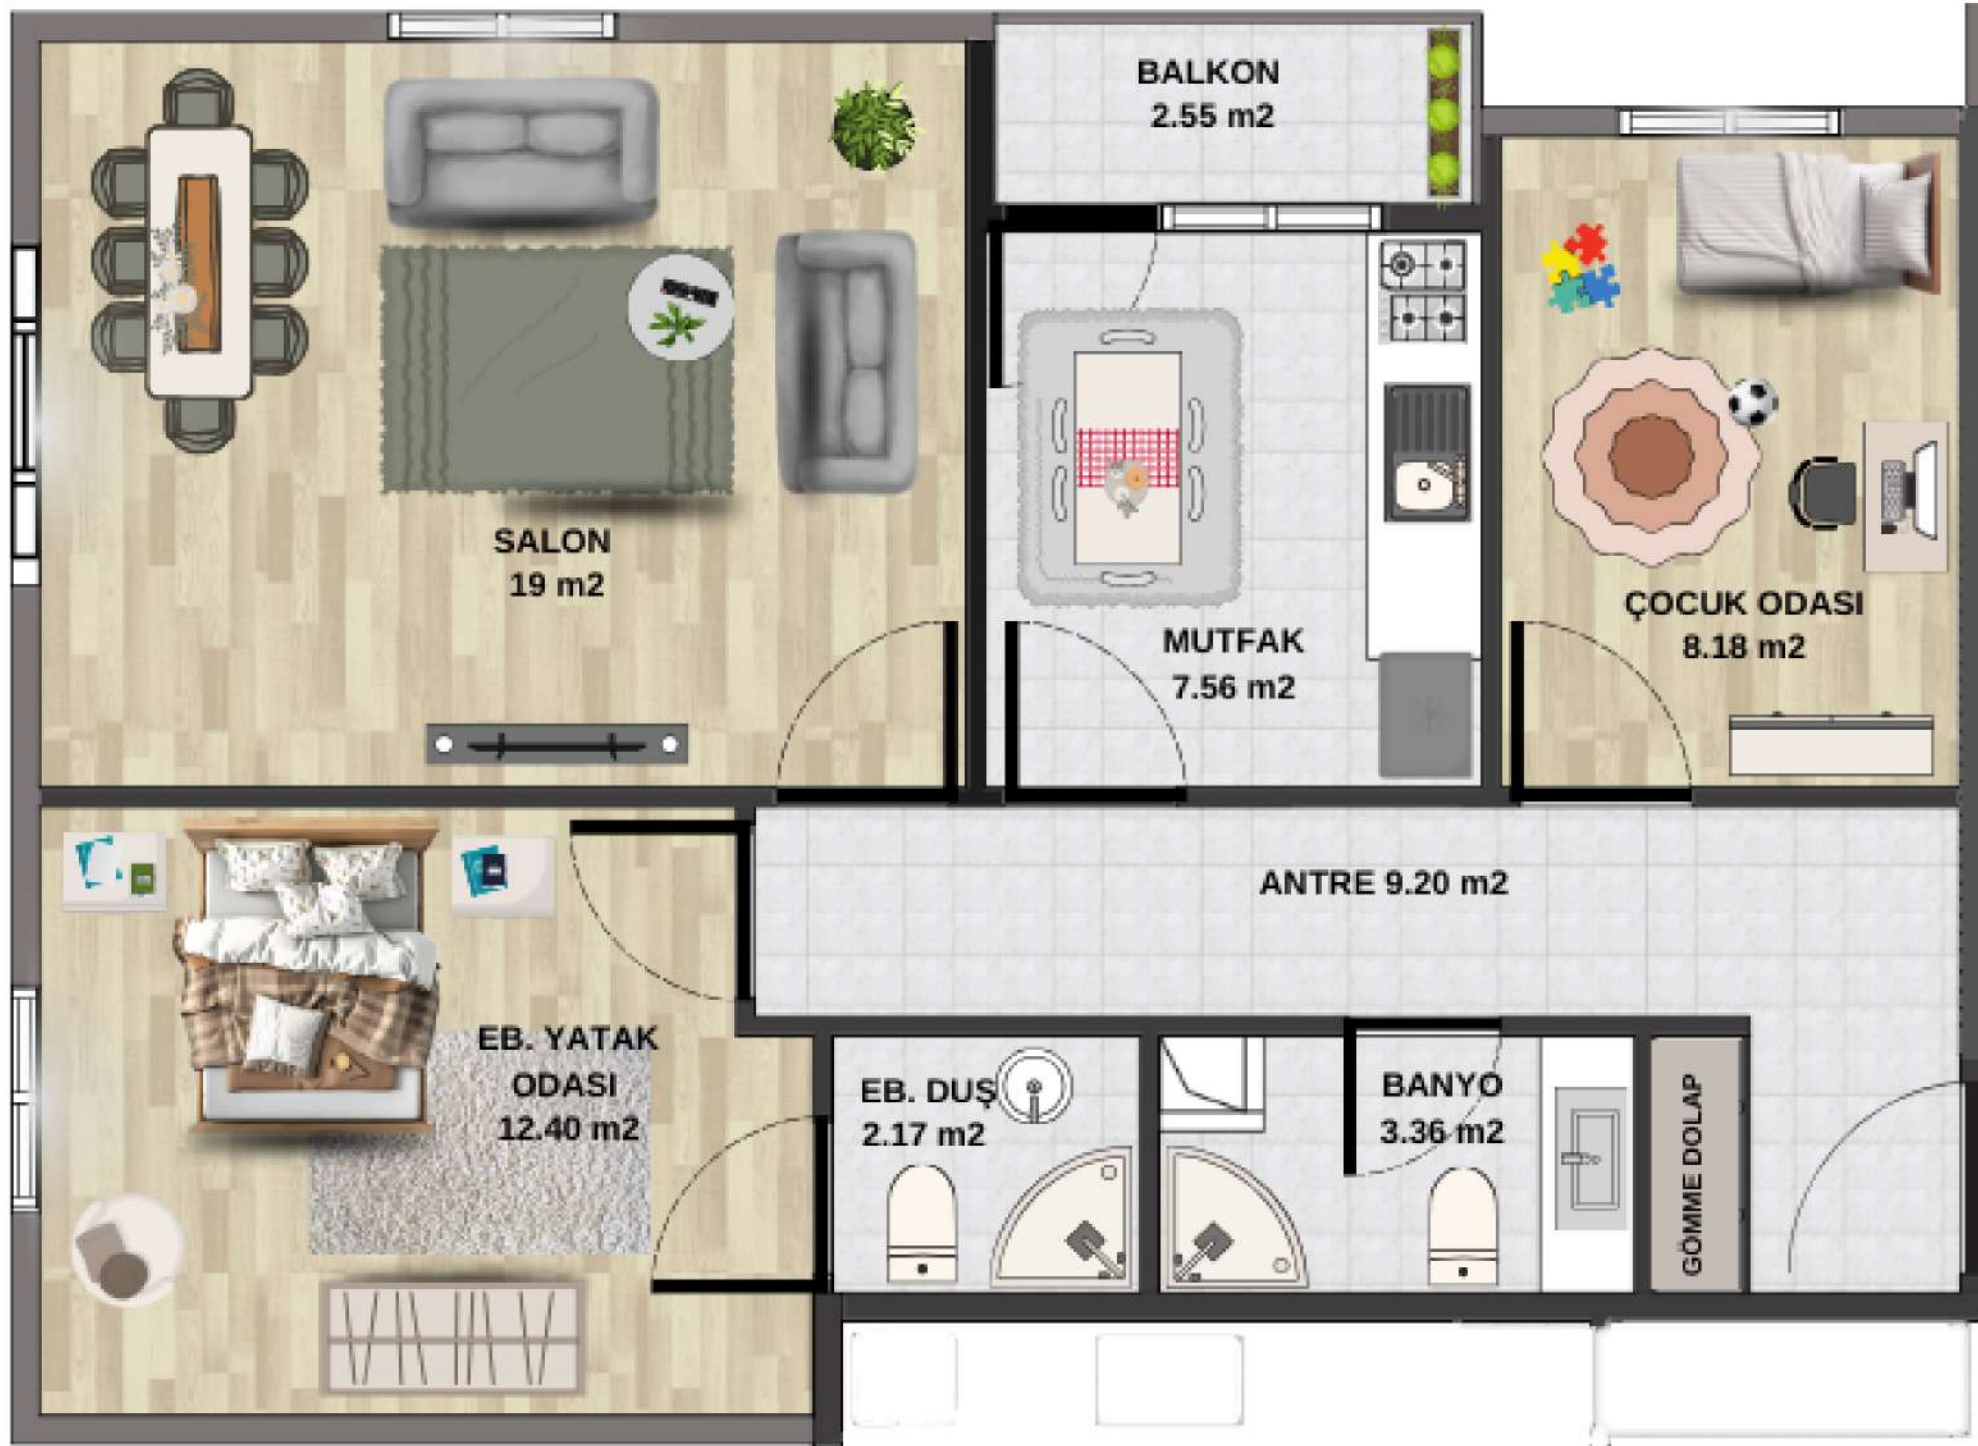 BALKON
2.55 m2
SALON
19 m2
MUTFAK
7.56 m2
ÇOCUK ODASI
8.18 m2
ANTRE 9.20 m2
EB. YATAK
ODASI
12.40 m2
EB. DUŞ
2.17 m2
BANYO
3.36 m2
GÖMME DOLAP